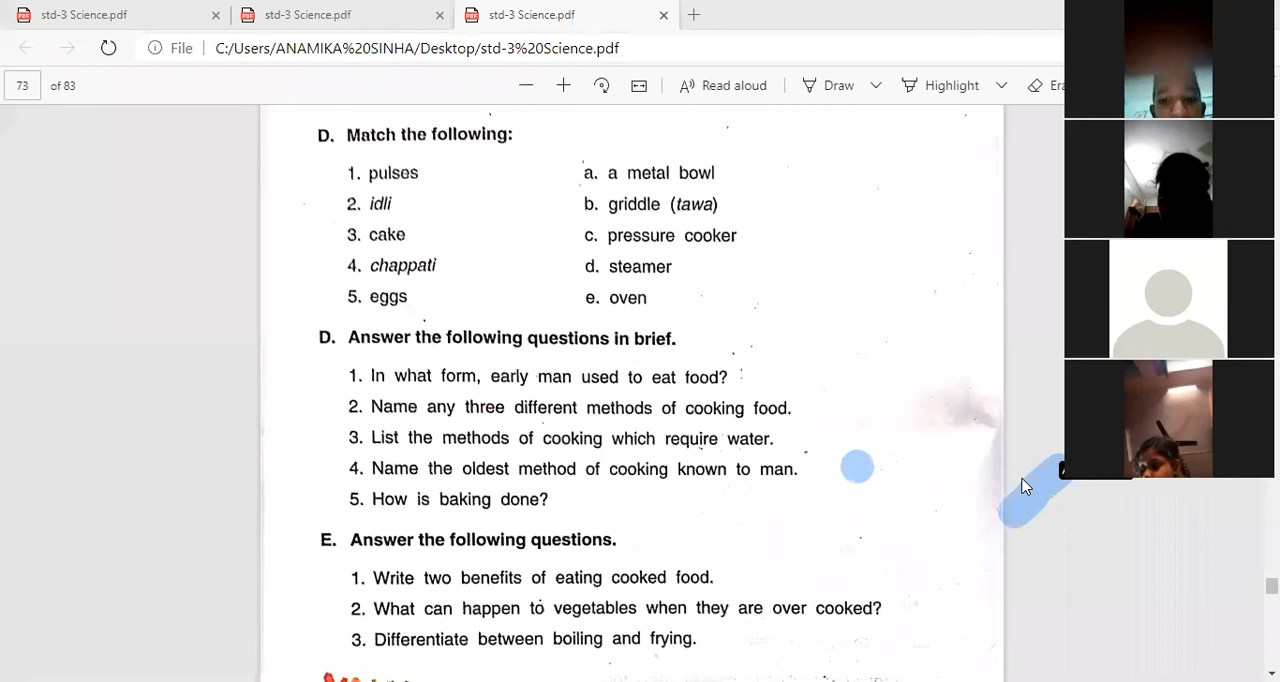 std-3 Science.pdf
std-3 Science.pdf
std-3 Science.pdf
File
C:/Users/ANAMIKA%20SINHA/Desktop/std-3%20Science.pdf
73 of 83
Read aloud
Draw
Highlight
D. Match the following:
1. pulses a. a metal bowl
2. idli b. griddle (tawa)
3. cake c. pressure cooker
4. chappati d. steamer
5. eggs e. oven
D. Answer the following questions in brief.
1. In what form, early man used to eat food?
2. Name any three different methods of cooking food.
3. List the methods of cooking which require water.
4. Name the oldest method of cooking known to man.
5. How is baking done?
E. Answer the following questions.
1. Write two benefits of eating cooked food.
2. What can happen to vegetables when they are over cooked?
3. Differentiate between boiling and frying.